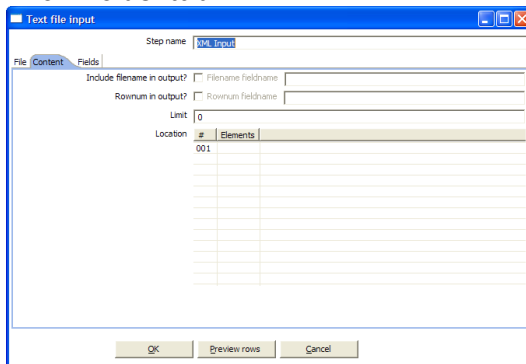 Text file input
Step name XML Input
File Content Fields
Include filename in output? Filename fieldname
Rownum in output? Rownum fieldname
Limit 0
Location # Elements
001
OK Preview rows Cancel